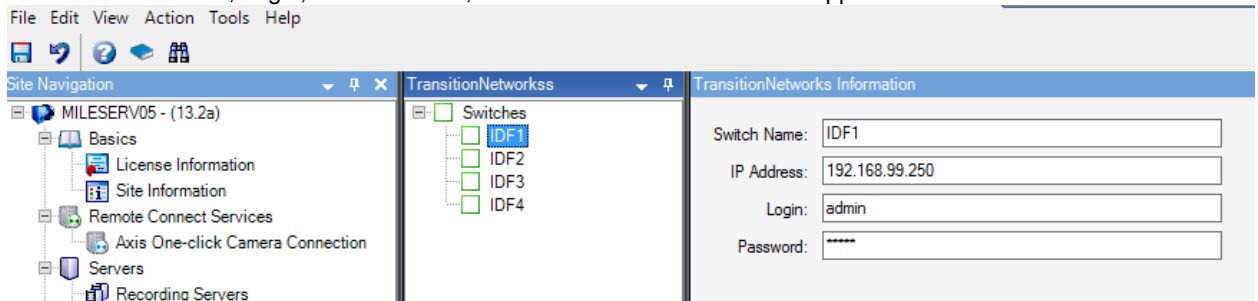 File Edit View Action Tools Help
Site Navigation
MILESERV05 - (13.2a)
Basics
License Information
Site Information
Remote Connect Services
Axis One-click Camera Connection
Servers
Recording Servers
TransitionNetworkss
Switches
IDF1
IDF2
IDF3
IDF4
TransitionNetworks Information
Switch Name: IDF1
IP Address: 192.168.99.250
Login: admin
Password: *****